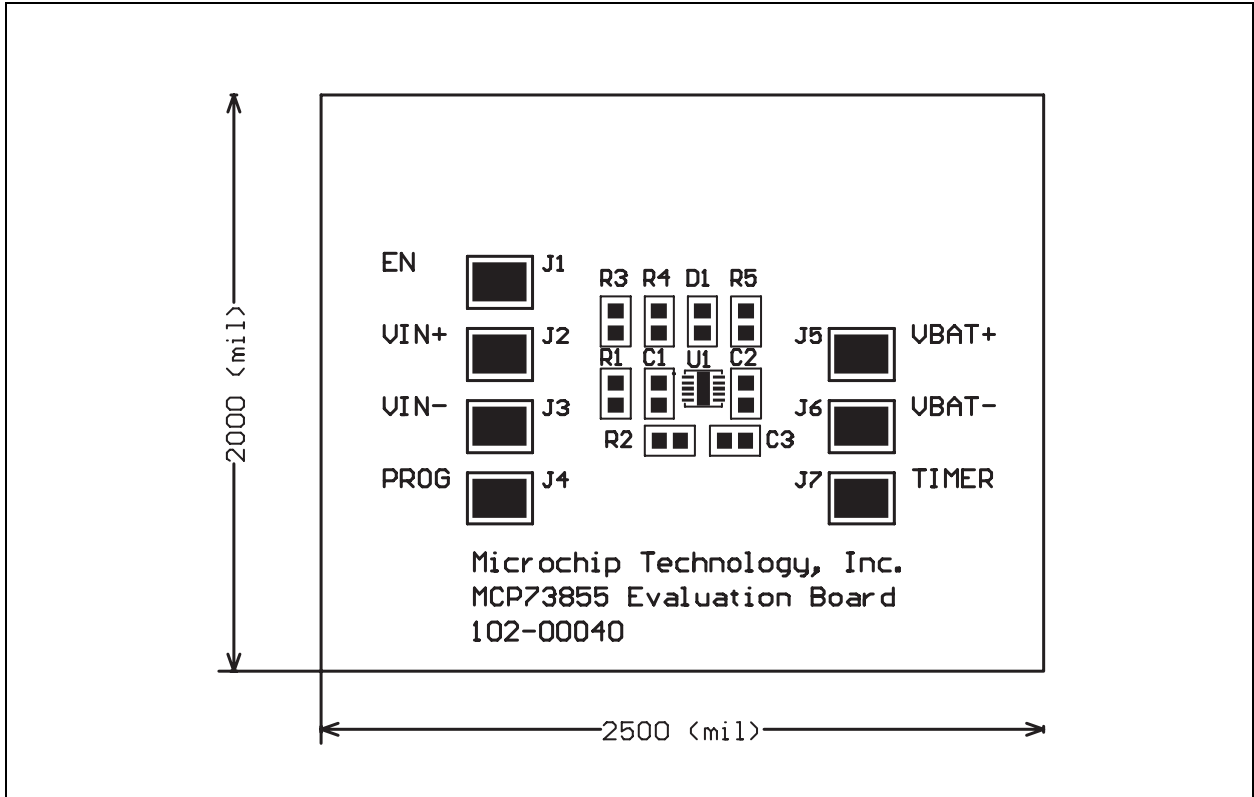 EN
J1
R3 R4 D1 R5
VIN+
J2
J5
VBAT+
R1 C1 U1 C2
VIN-
J3
J6
VBAT-
R2
C3
PROG
J4
J7
TIMER
2000 (mil)
Microchip Technology, Inc.
MCP73855 Evaluation Board
102-00040
2500 (mil)